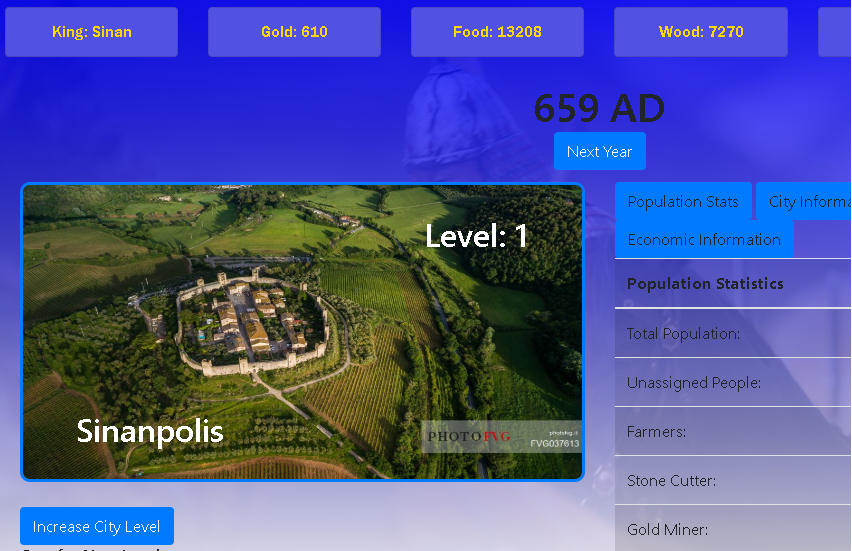 King: Sinan
Gold: 610
Food: 13208
Wood: 7270
659 AD
Next Year
Level: 1
Sinanpolis
PHOTOFVG
photofvg.it
FVG037613
Population Stats
City Informa
Economic Information
Population Statistics
Total Population:
Unassigned People:
Farmers:
Stone Cutter:
Gold Miner:
Increase City Level